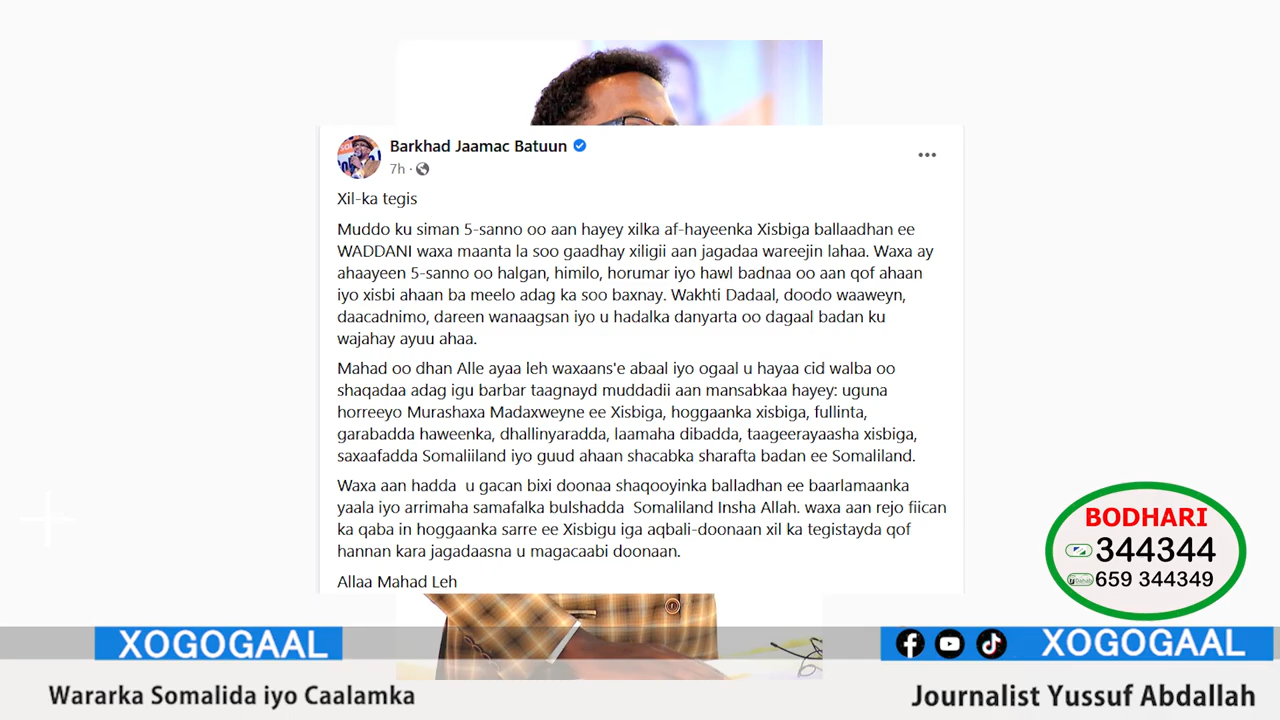 Barkhad Jaamac Batuun
7h ·
Xil-ka tegis
Muddo ku siman 5-sanno oo aan hayey xilka af-hayeenka Xisbiga ballaadhan ee
WADDANI waxa maanta la soo gaadhay xiligii aan jagadaa wareejin lahaa. Waxa ay
ahaayeen 5-sanno oo halgan, himilo, horumar iyo hawl badnaa oo aan qof ahaan
iyo xisbi ahaan ba meelo adag ka soo baxnay. Wakhti Dadaal, doodo waaweyn,
daacadnimo, dareen wanaagsan iyo u hadalka danyarta oo dagaal badan ku
wajahay ayuu ahaa.
Mahad oo dhan Alle ayaa leh waxaans'e abaal iyo ogaal u hayaa cid walba oo
shaqadaa adag igu barbar taagnayd muddadii aan mansabkaa hayey: uguna
horreeyo Murashaxa Madaxweyne ee Xisbiga, hoggaanka xisbiga, fullinta,
garabadda haweenka, dhallinyaradda, laamaha dibadda, taageerayaasha xisbiga,
saxaafadda Somaliiland iyo guud ahaan shacabka sharafta badan ee Somaliland.
Waxa aan hadda u gacan bixi doonaa shaqooyinka balladhan ee baarlamaanka
yaala iyo arrimaha samafalka bulshadda Somaliland Insha Allah. waxa aan rejo fiican
ka qaba in hoggaanka sarre ee Xisbigu iga aqbali-doonaan xil ka tegistayda qof
hannan kara jagadaasna u magacaabi doonaan.
Allaa Mahad Leh
BODHARI
344344
659 344349
XOGOGAAL
XOGOGAAL
Wararka Somalida iyo Caalamka
Journalist Yussuf Abdallah